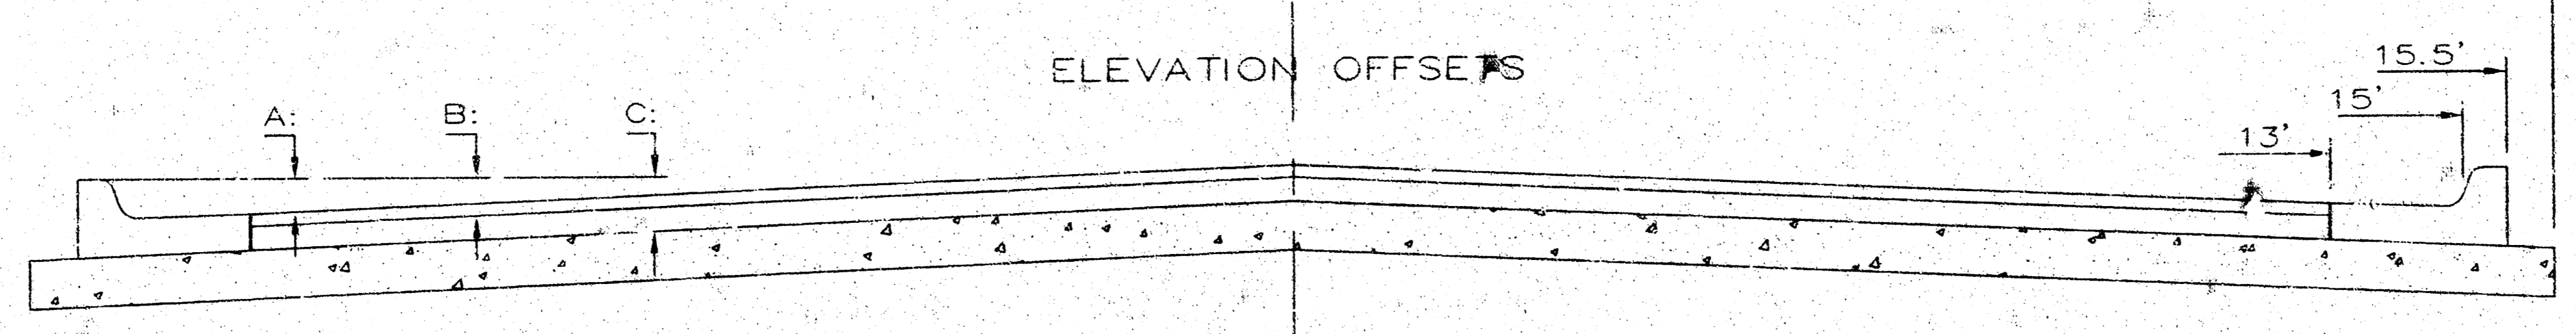 ELEVATION OFFSETS
15.5'
15'
A: B: C:
13'